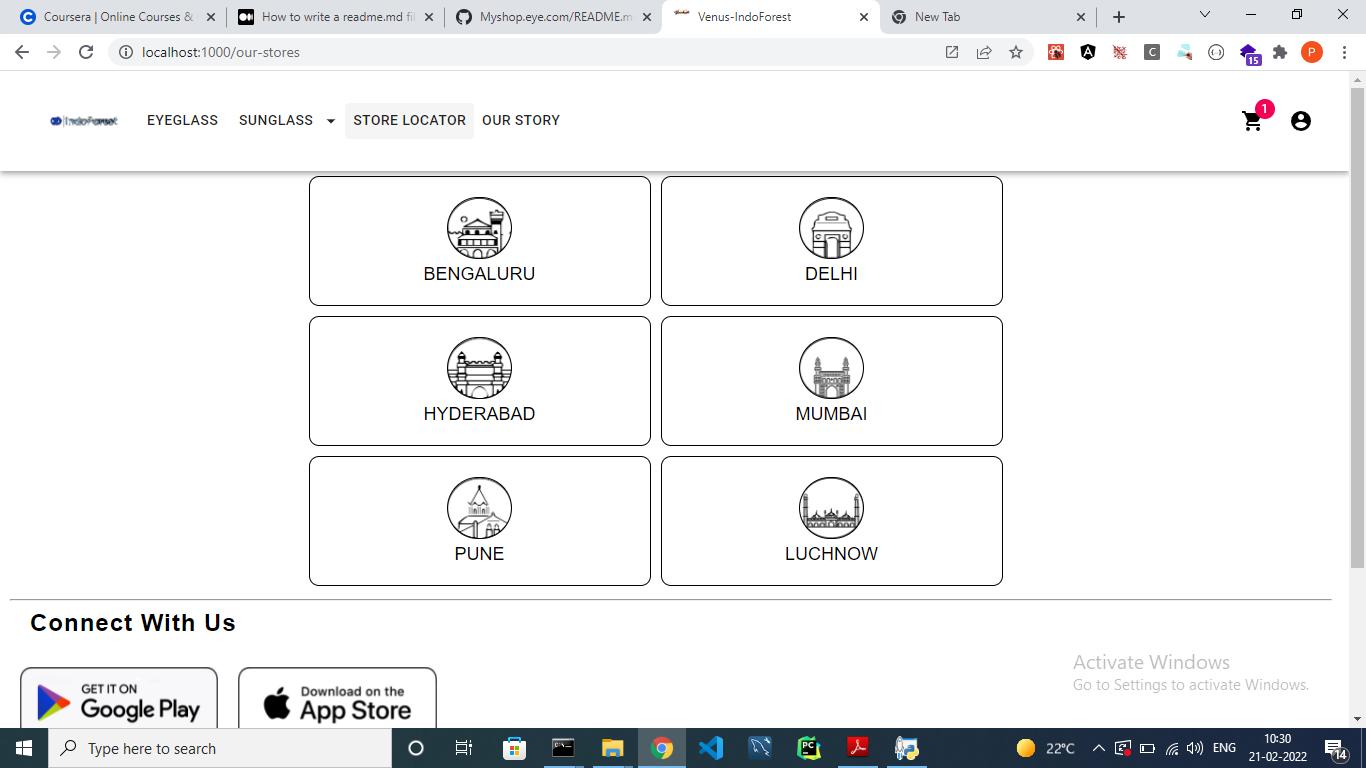 Coursera | Online Courses &
How to write a readme.md fil
Myshop.eye.com/README.m
Venus-IndoForest
New Tab
localhost:1000/our-stores
C
15
P
IndoForest
EYEGLASS
SUNGLASS
STORE LOCATOR
OUR STORY
1
BENGALURU
DELHI
HYDERABAD
MUMBAI
PUNE
LUCHNOW
Connect With Us
GET IT ON
Google Play
Download on the
App Store
Activate Windows
Go to Settings to activate Windows.
Type here to search
22°C
ENG
10:30
21-02-2022
14